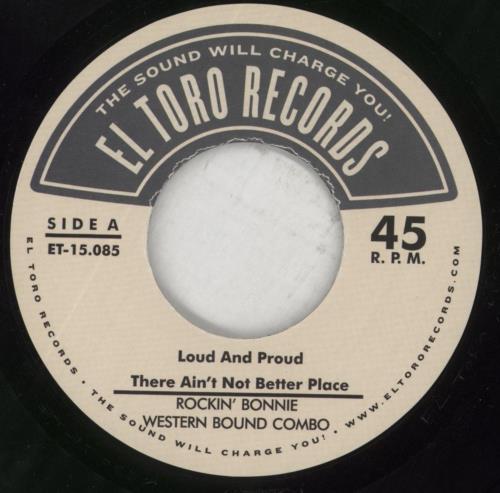 THE SOUND WILL CHARGE YOU!
EL TORO RECORDS
SIDE A
ET-15.085
45
R. P. M.
Loud And Proud
There Ain't Not Better Place
ROCKIN' BONNIE
WESTERN BOUND COMBO
EL TORO RECORDS • THE SOUND WILL CHARGE YOU! • WWW.ELTORORECORDS.COM